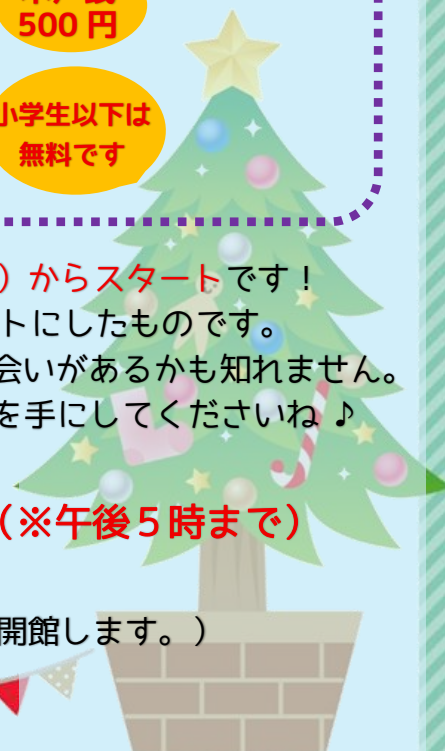 500 円
小学生以下は
無料です
）からスタートです！
トにしたものです。
会いがあるかも知れません。
を手にしてくださいね ♪
（※午後５時まで）
開館します。）